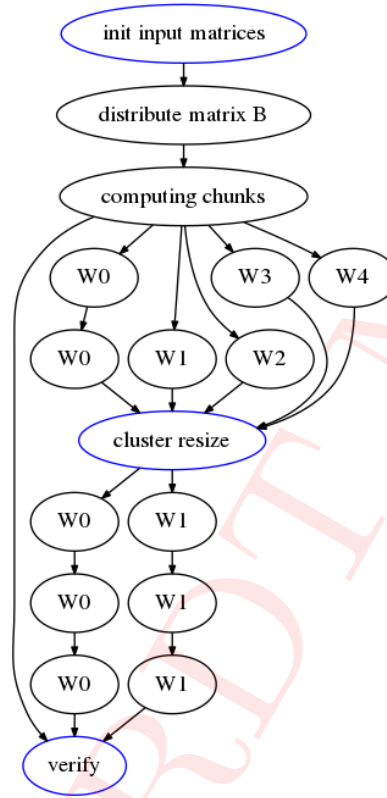 init input matrices
distribute matrix B
computing chunks
W0 W3 W4
W0 W1 W2
cluster resize
W0 W1
W0 W1
W0 W1
verify